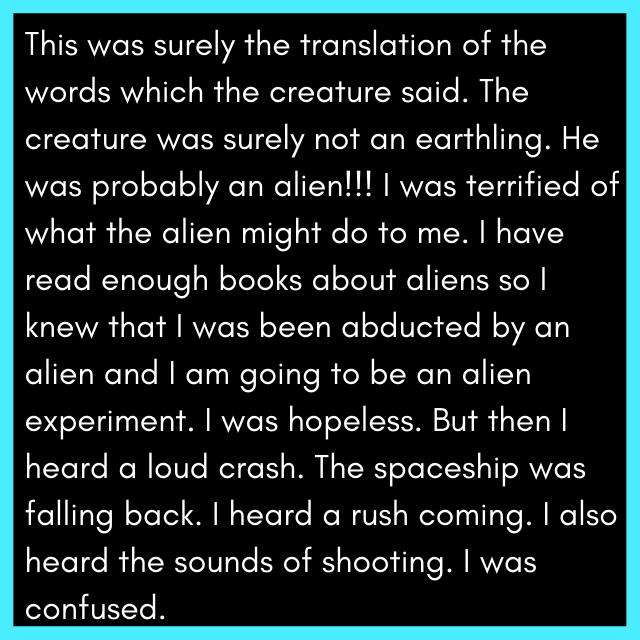 This was surely the translation of the
words which the creature said. The
creature was surely not an earthling. He
was probably an alien!!! I was terrified of
what the alien might do to me. I have
read enough books about aliens so I
knew that I was been abducted by an
alien and I am going to be an alien
experiment. I was hopeless. But then I
heard a loud crash. The spaceship was
falling back. I heard a rush coming. I also
heard the sounds of shooting. I was
confused.